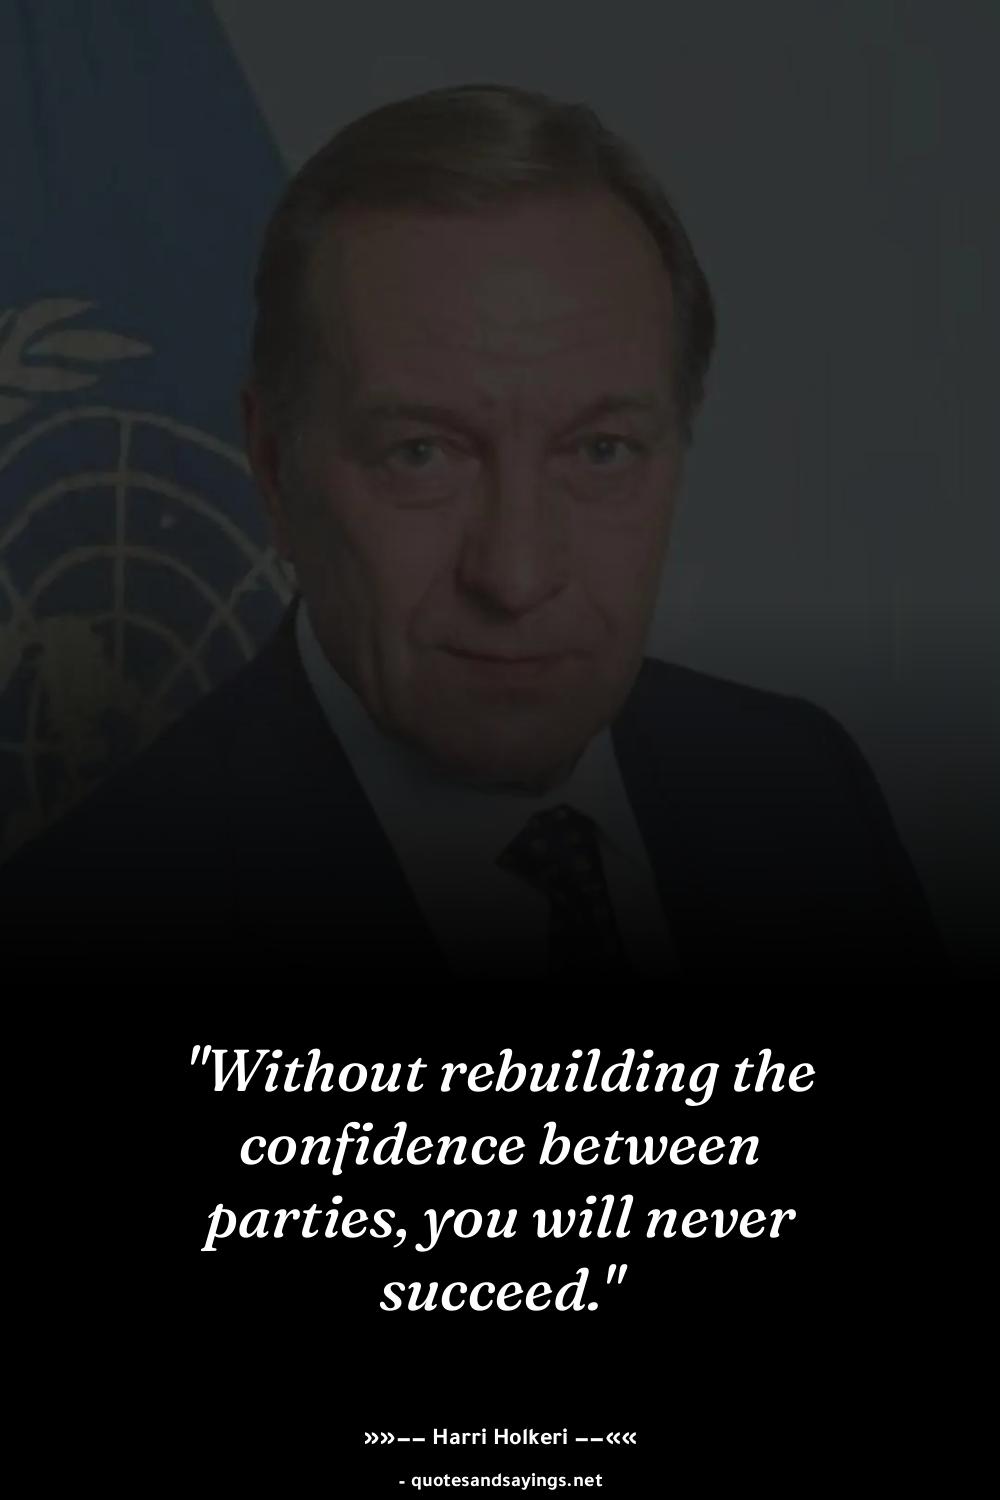 "Without rebuilding the
confidence between
parties, you will never
succeed."
»»-- Harri Holkeri --««
- quotesandsayings.net